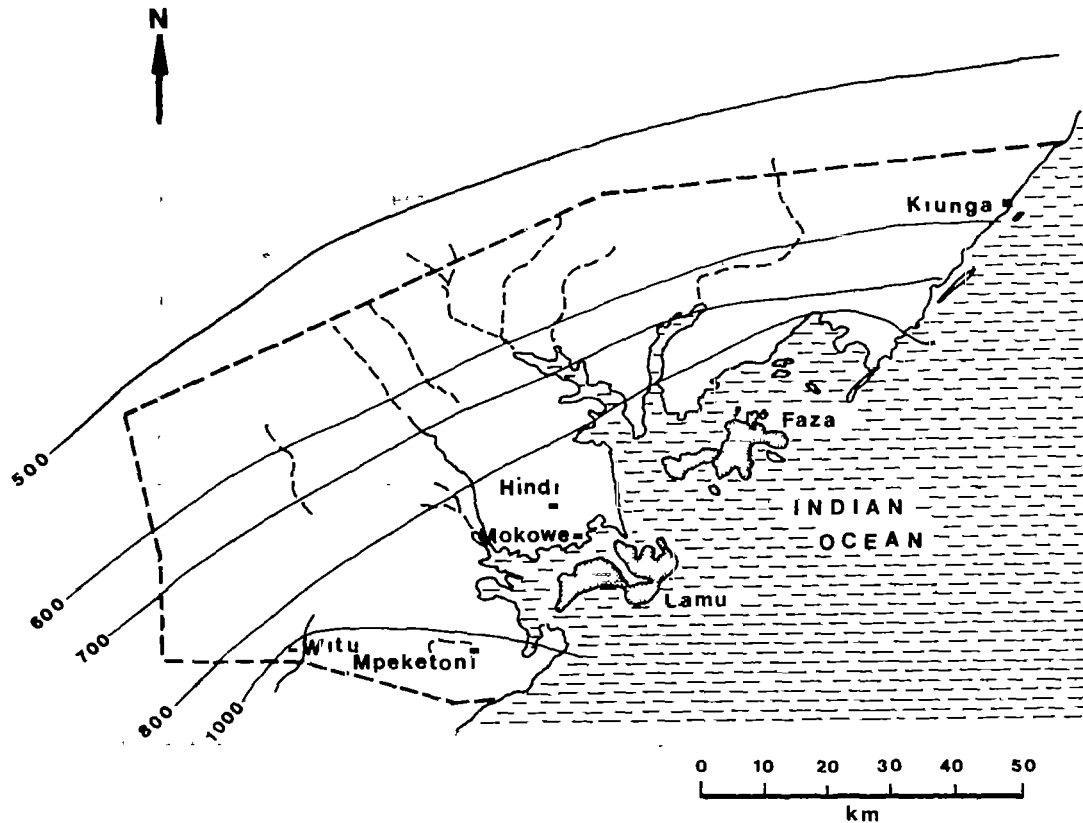 N
Kiunga
500
Faza
Hindi
INDIAN
OCEAN
Mokowe
600
Lamu
700
Witu
Mpeketoni
800
1000
0 10 20 30 40 50
km